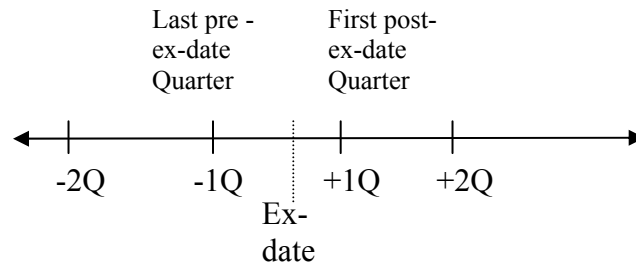 Last pre -
ex-date
Quarter
First post-
ex-date
Quarter
-2Q
-1Q
+1Q
+2Q
Ex-
date